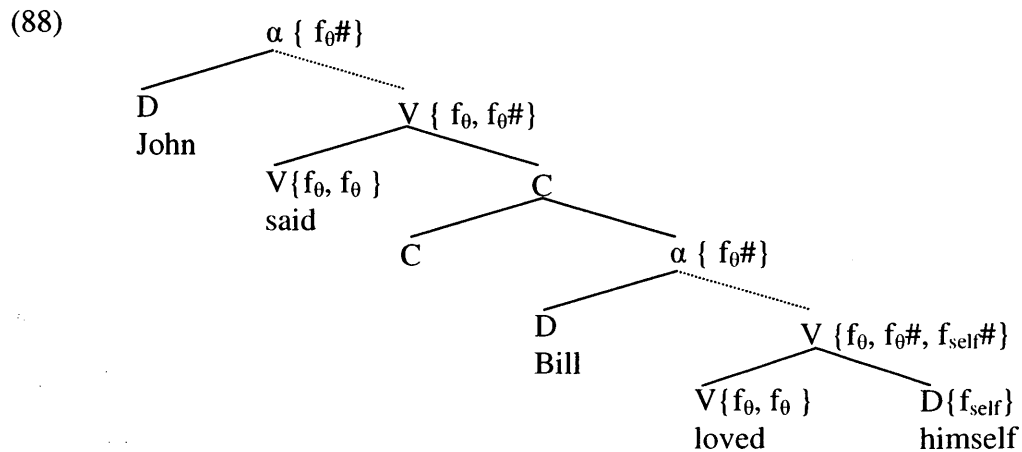 (88)
α { fθ#}
D
John
V { fθ, fθ#}
V{fθ, fθ }
said
C
C
α { fθ#}
D
Bill
V {fθ, fθ#, fself#}
V{fθ, fθ } D{fself}
loved himself